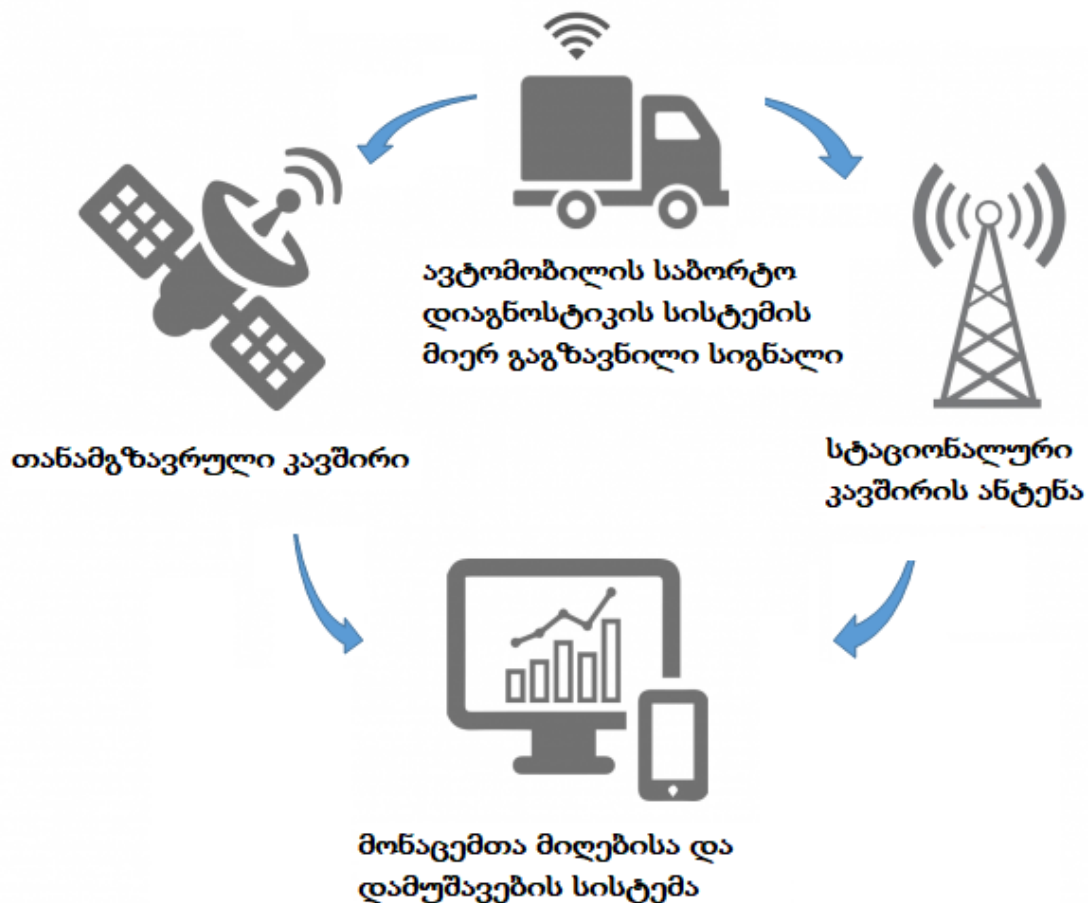 ავტომობილის საბორტო
დიაგნოსტიკის სისტემის
მიერ გაგზავნილი სიგნალი
თანამგზავრული კავშირი
სტაციონალური
კავშირის ანტენა
მონაცემთა მიღებისა და
დამუშავების სისტემა